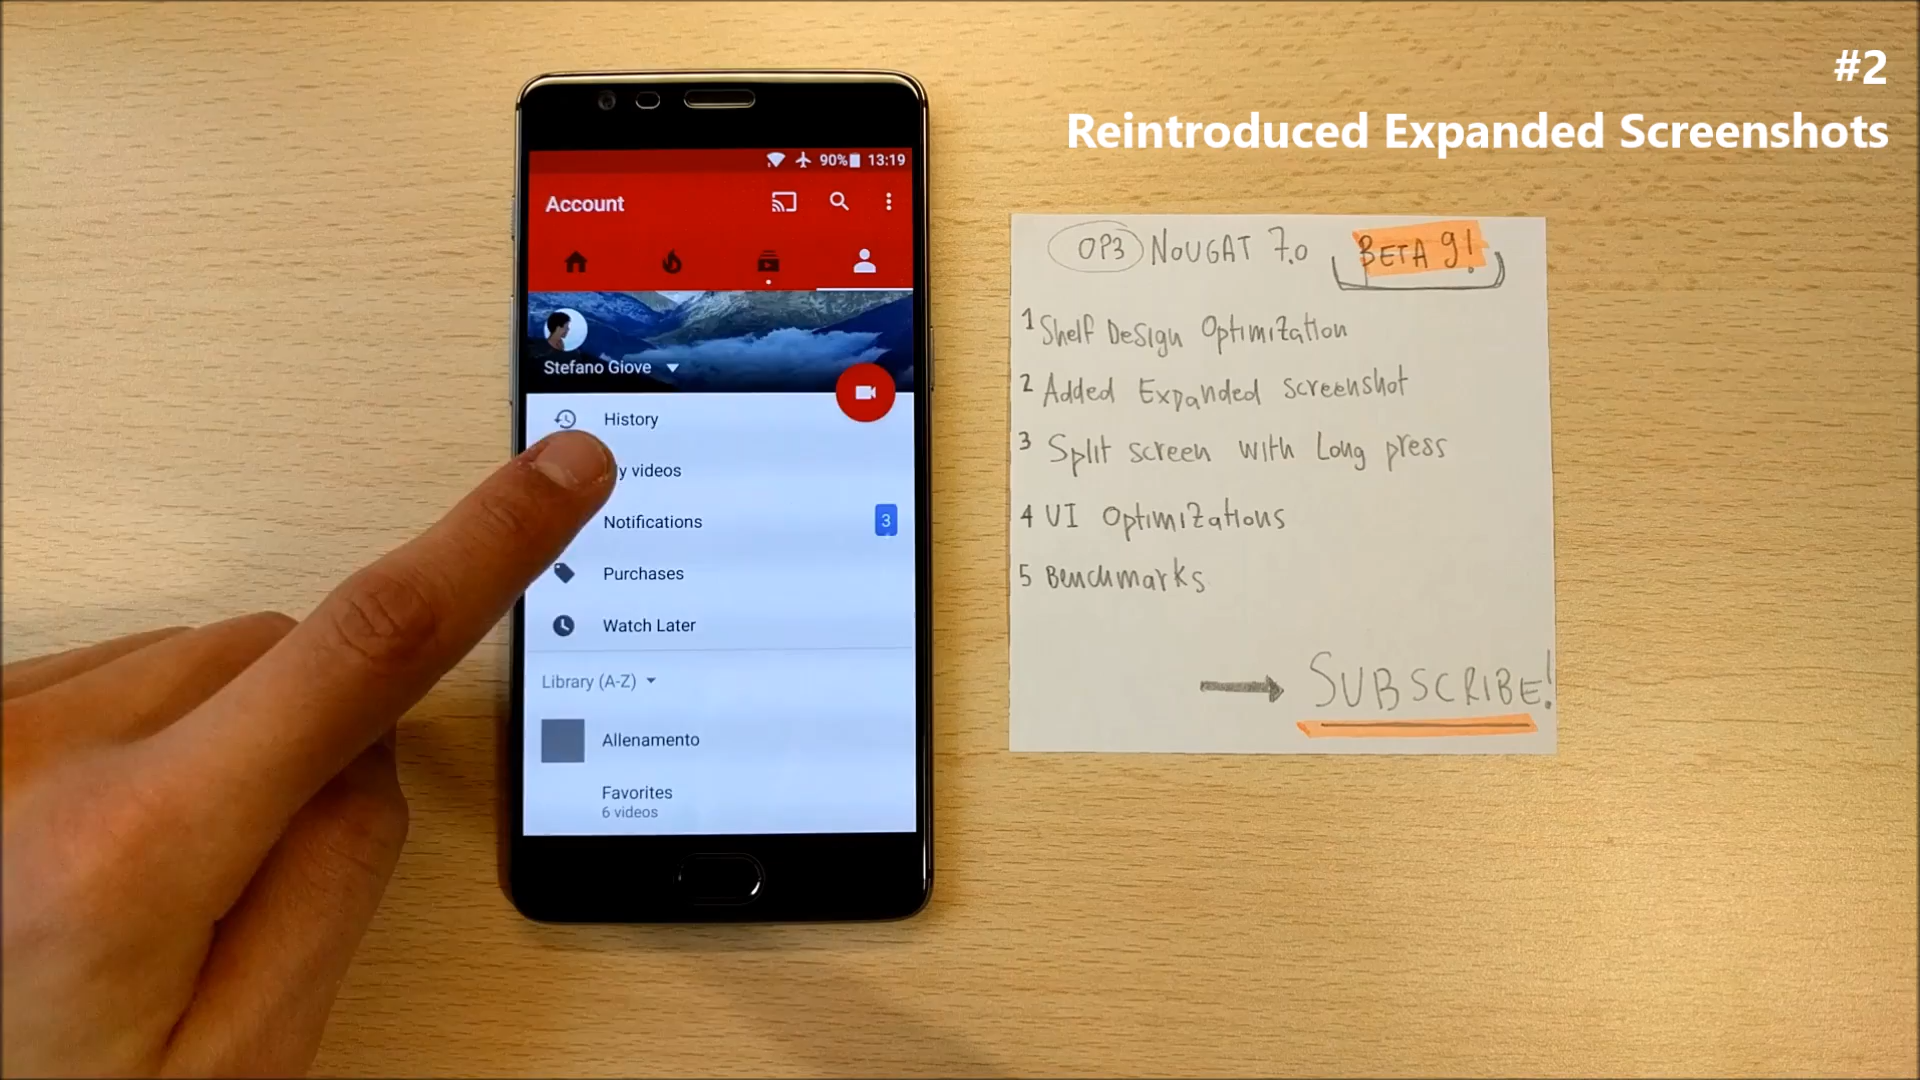 #2
Reintroduced Expanded Screenshots
90% 13:19
Account
Stefano Giove
History
y videos
Notifications 3
Purchases
Watch Later
Library (A-Z)
Allenamento
Favorites
6 videos
OP3 NOUGAT 7.0 BETA 9!
1 Shelf Design Optimization
2 Added Expanded screenshot
3 Split screen with Long press
4 UI Optimizations
5 Benchmarks
SUBSCRIBE!